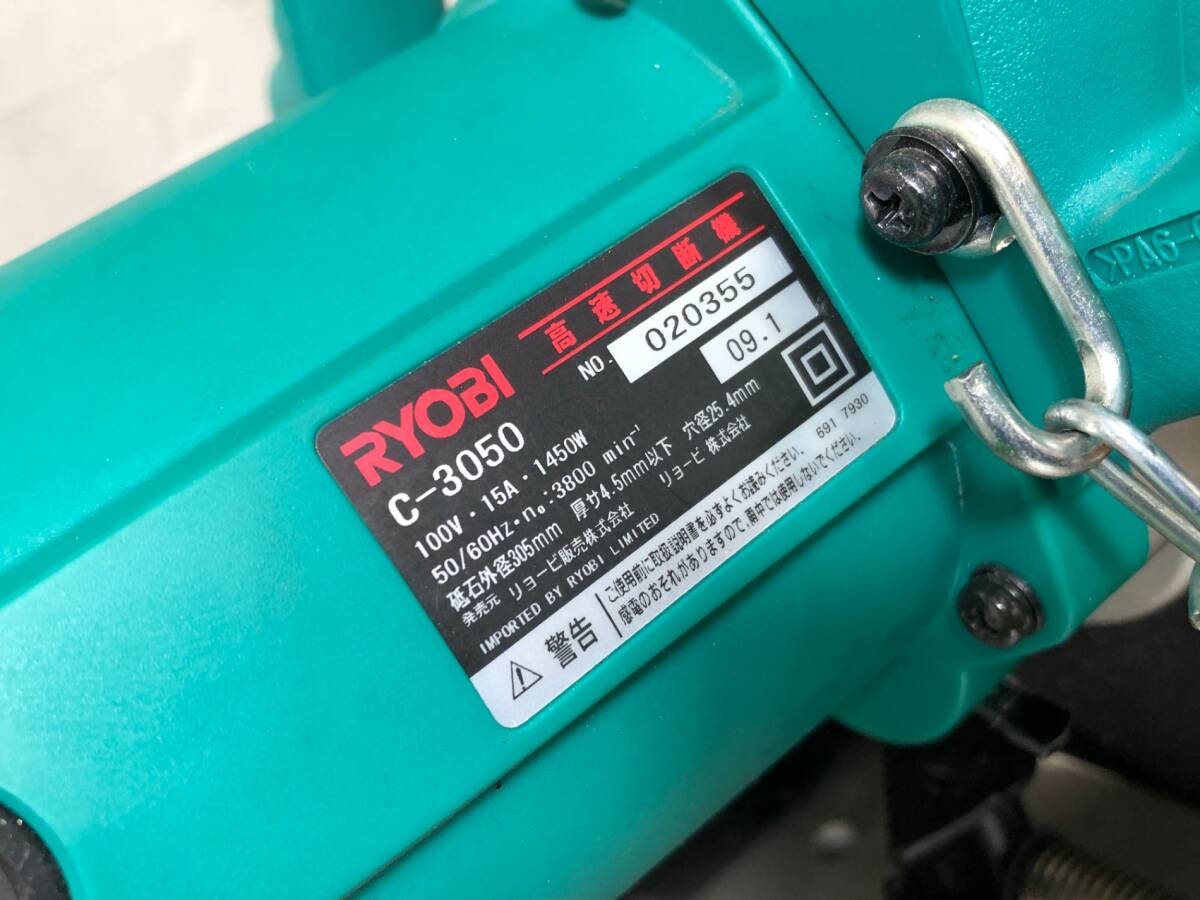 RYOBI 高速切断機
C-3050 NO. 020355
100V・15A・1450W 09.1
50/60Hz・n₀:3800 min⁻¹
砥石外径305mm 厚サ4.5mm以下 穴径25.4mm
発売元 リョービ販売株式会社 リョービ 株式会社
IMPORTED BY RYOBI LIMITED 691 7930
警告
ご使用前に取扱説明書を必ずよくお読みください。
感電のおそれがありますので、雨中では使用しないでください。
>PA6-